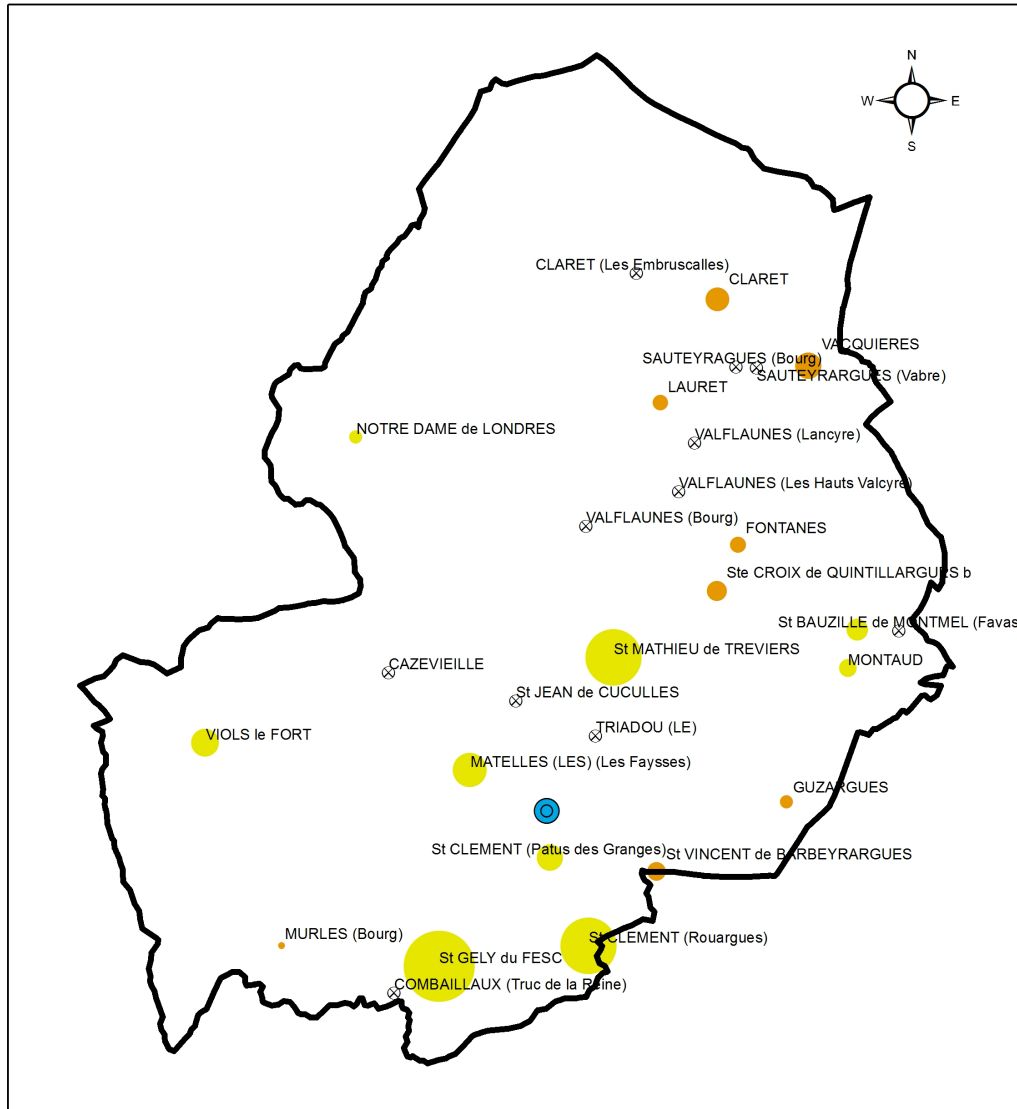 N
W
E
S
CLARET (Les Embruscalles)
CLARET
VACQUIERES
SAUTEYRAGUES (Bourg)
SAUTEYRARGUES (Vabre)
LAURET
NOTRE DAME de LONDRES
VALFLAUNES (Lancyre)
VALFLAUNES (Les Hauts Valcyre)
VALFLAUNES (Bourg)
FONTANES
Ste CROIX de QUINTILLARGUES b
St BAUZILLE de MONTMEL (Favas
St MATHIEU de TREVIERS
MONTAUD
CAZEVIEILLE
St JEAN de CUCULLES
TRIADOU (LE)
VIOLS le FORT
MATELLES (LES) (Les Faysses)
GUZARGUES
St CLEMENT (Patus des Granges)
St VINCENT de BARBEYRARGUES
MURLES (Bourg)
St CLEMENT (Rouargues)
St GELY du FESC
COMBAILLAUX (Truc de la Reine)